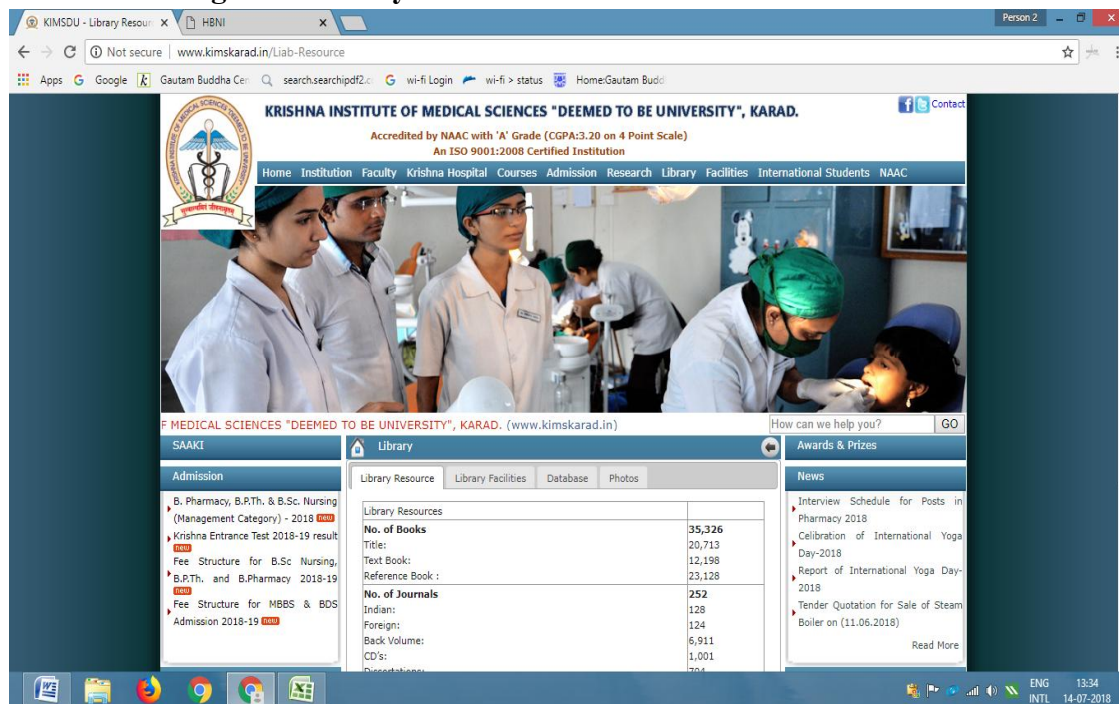 KIMSDU - Library Resour
HBNI
Person 2
Not secure | www.kimskarad.in/Liab-Resource
Apps Google Gautam Buddha Cen search.searchipdf2.c wi-fi Login wi-fi > status Home:Gautam Budd
KRISHNA INSTITUTE OF MEDICAL SCIENCES "DEEMED TO BE UNIVERSITY", KARAD.
Contact
Accredited by NAAC with 'A' Grade (CGPA:3.20 on 4 Point Scale)
An ISO 9001:2008 Certified Institution
Home Institution Faculty Krishna Hospital Courses Admission Research Library Facilities International Students NAAC
F MEDICAL SCIENCES "DEEMED TO BE UNIVERSITY", KARAD. (www.kimskarad.in)
How can we help you? GO
SAAKI
Admission
B. Pharmacy, B.P.Th. & B.Sc. Nursing
(Management Category) - 2018 new
Krishna Entrance Test 2018-19 result
new
Fee Structure for B.Sc Nursing,
B.P.Th. and B.Pharmacy 2018-19
new
Fee Structure for MBBS & BDS
Admission 2018-19 new
Library
Library Resource Library Facilities Database Photos
Library Resources
No. of Books 35,326
Title: 20,713
Text Book: 12,198
Reference Book : 23,128
No. of Journals 252
Indian: 128
Foreign: 124
Back Volume: 6,911
CD's: 1,001
Dissertations: 704
Awards & Prizes
News
Interview Schedule for Posts in
Pharmacy 2018
Celibration of International Yoga
Day-2018
Report of International Yoga Day-
2018
Tender Quotation for Sale of Steam
Boiler on (11.06.2018)
Read More
ENG 13:34
INTL 14-07-2018